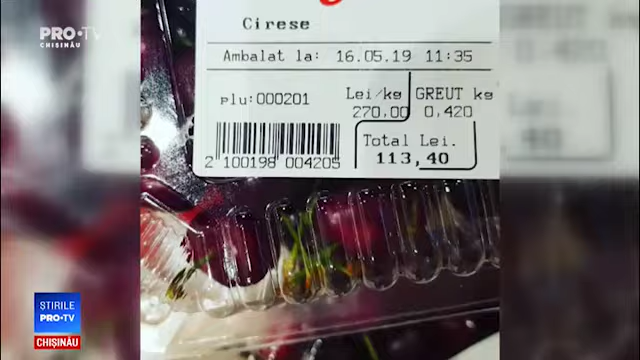 PRO•TV
CHIȘINĂU
Cirese
Ambalat la: 16.05.19 11:35
plu:000201
Lei/kg GREUT kg
270,00 0,420
Total Lei.
113,40
2 100198 004205
ȘTIRILE
PRO•TV
CHIȘINĂU